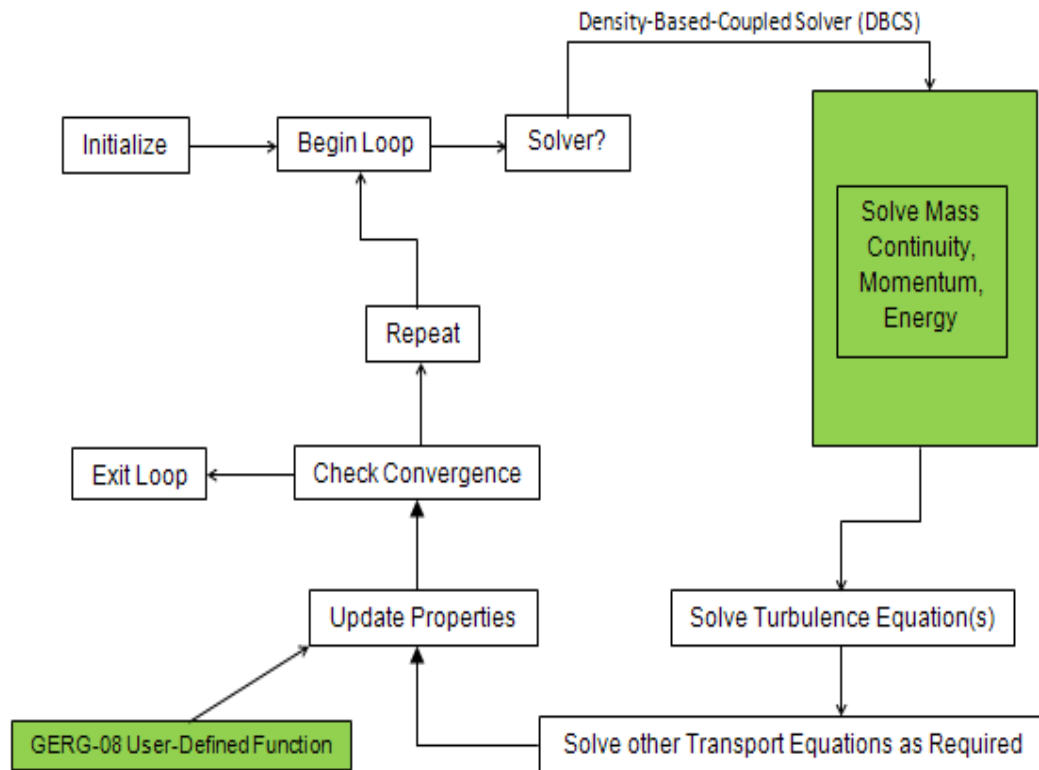 Density-Based-Coupled Solver (DBCS)
Initialize
Begin Loop
Solver?
Solve Mass
Continuity,
Momentum,
Energy
Repeat
Exit Loop
Check Convergence
Update Properties
Solve Turbulence Equation(s)
GERG-08 User-Defined Function
Solve other Transport Equations as Required